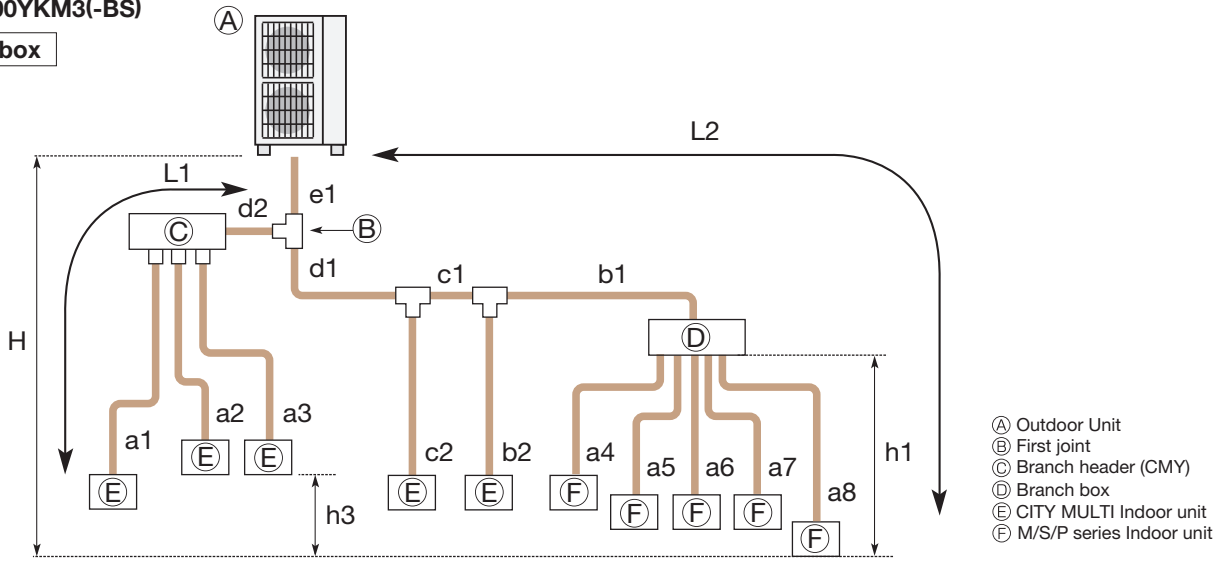 00YKM3(-BS)
box
Ⓐ
L2
L1
e1
d2
Ⓒ
Ⓑ
d1
c1
b1
H
Ⓓ
a1
a2
a3
Ⓔ
Ⓔ
Ⓔ
c2
b2
a4
a5
a6
a7
a8
h1
Ⓔ
Ⓔ
Ⓕ
Ⓕ
Ⓕ
Ⓕ
Ⓕ
h3
Ⓐ Outdoor Unit
Ⓑ First joint
Ⓒ Branch header (CMY)
Ⓓ Branch box
Ⓔ CITY MULTI Indoor unit
Ⓕ M/S/P series Indoor unit